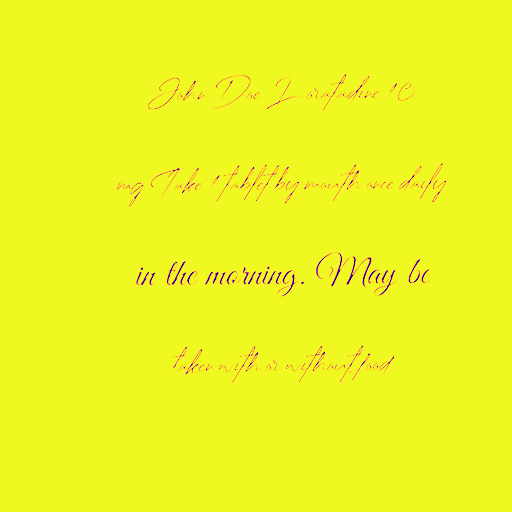 John Doe Loratadine 10
mg Take 1 tablet by mouth once daily
in the morning. May be
taken with or without food.